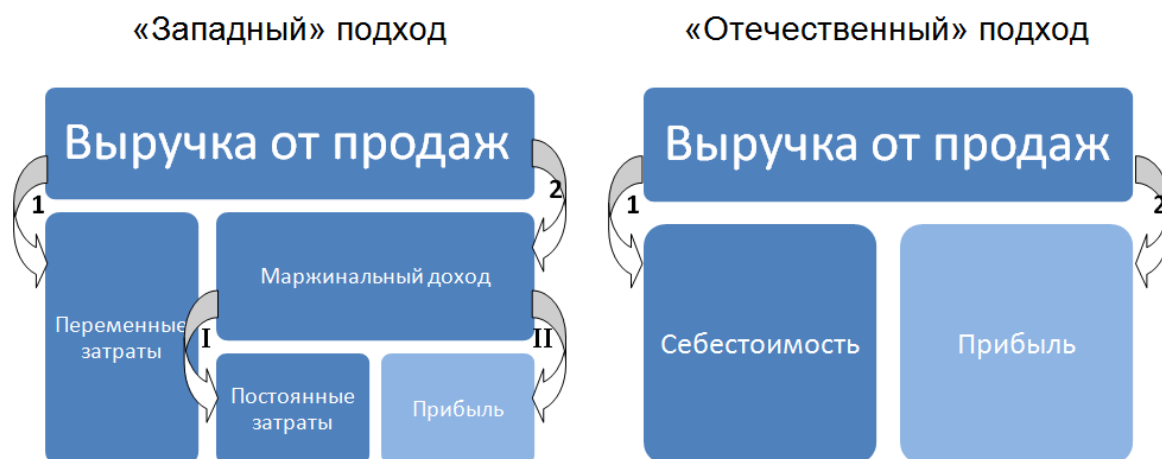 «Западный» подход
«Отечественный» подход
Выручка от продаж
1
2
Переменные
затраты
Маржинальный доход
I
II
Постоянные
затраты
Прибыль
Выручка от продаж
1
2
Себестоимость
Прибыль